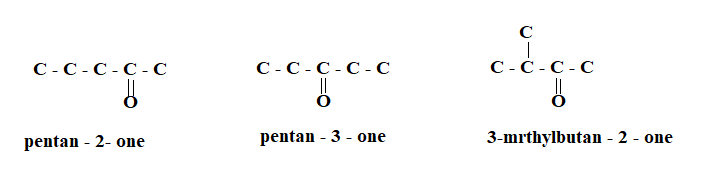 C - C - C - C - C
O
pentan - 2- one
C - C - C - C - C
O
pentan - 3 - one
C
C - C - C - C
O
3-mrthylbutan - 2 - one